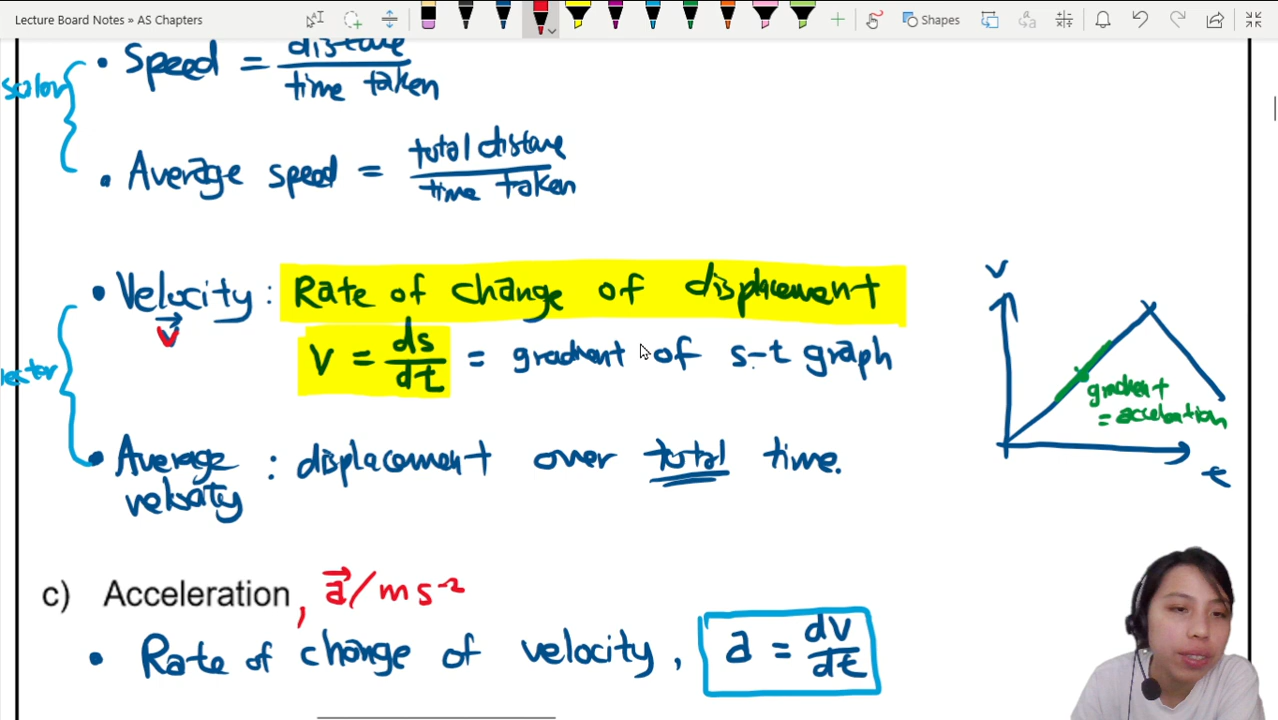 Lecture Board Notes » AS Chapters
Shapes
scalar
• Speed = distance / time taken
• Average speed = total distance / time taken
• Velocity : Rate of change of displacement
v
V = ds/dt = gradient of s-t graph
• Average velocity : displacement over total time.
v
gradient
= acceleration
t
c) Acceleration, a / ms-2
• Rate of change of velocity, a = dv/dt